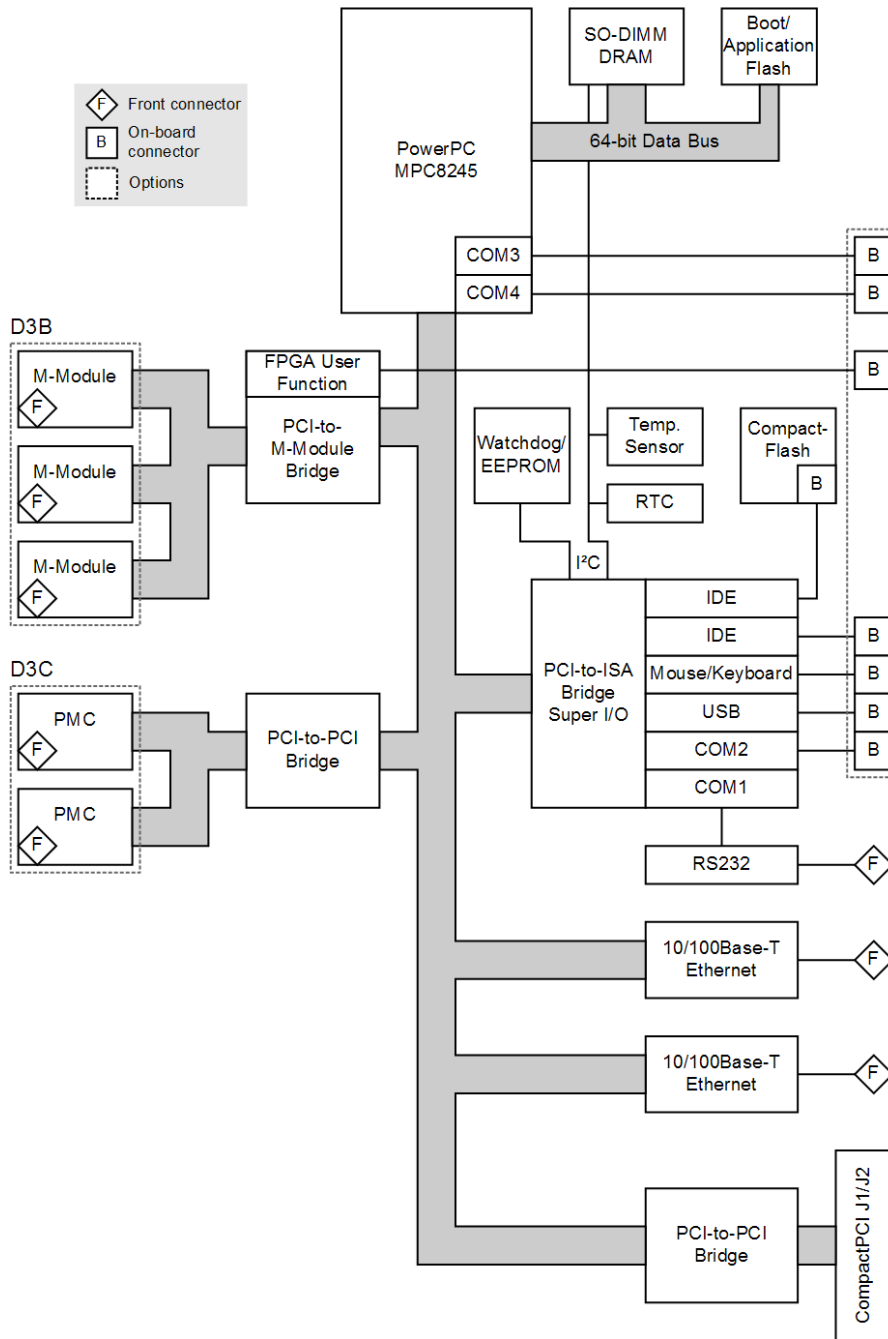 SO-DIMM
DRAM
Boot/
Application
Flash
F
Front connector
B
On-board
connector
Options
PowerPC
MPC8245
64-bit Data Bus
COM3
B
COM4
B
D3B
M-Module
F
FPGA User
Function
B
PCI-to-
M-Module
Bridge
M-Module
F
M-Module
F
Watchdog/
EEPROM
Temp.
Sensor
RTC
Compact-
Flash
B
I²C
PCI-to-ISA
Bridge
Super I/O
IDE
IDE
B
Mouse/Keyboard
B
USB
B
COM2
B
COM1
RS232
F
D3C
PMC
F
PMC
F
PCI-to-PCI
Bridge
10/100Base-T
Ethernet
F
10/100Base-T
Ethernet
F
PCI-to-PCI
Bridge
CompactPCI J1/J2